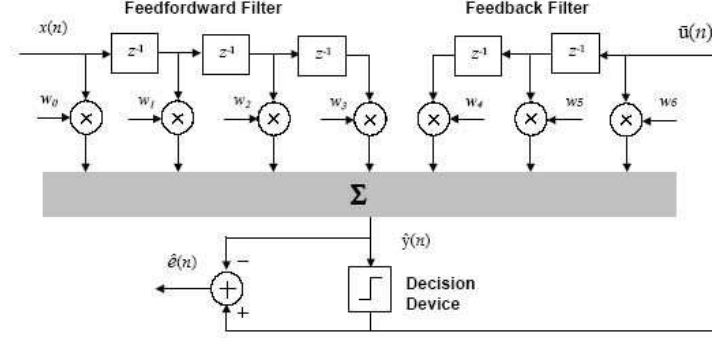 Feedfordward Filter Feedback Filter
x(n) z⁻¹ z⁻¹ z⁻¹ z⁻¹ z⁻¹ ū(n)
w₀ w₁ w₂ w₃ w₄ w₅ w₆
× × × × × × ×
Σ
ŷ(n)
ê(n) −
+ Decision
+ Device